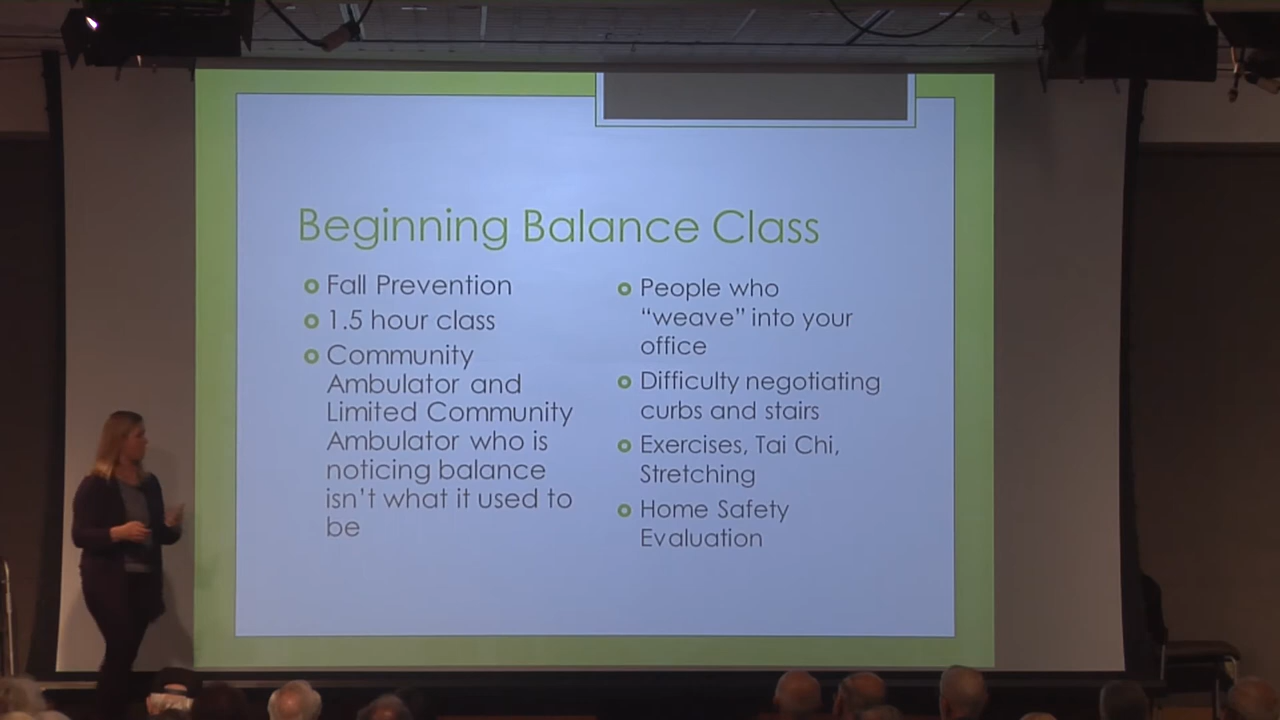 Beginning Balance Class
Fall Prevention
1.5 hour class
Community
Ambulator and
Limited Community
Ambulator who is
noticing balance
isn't what it used to
be
People who
“weave” into your
office
Difficulty negotiating
curbs and stairs
Exercises, Tai Chi,
Stretching
Home Safety
Evaluation